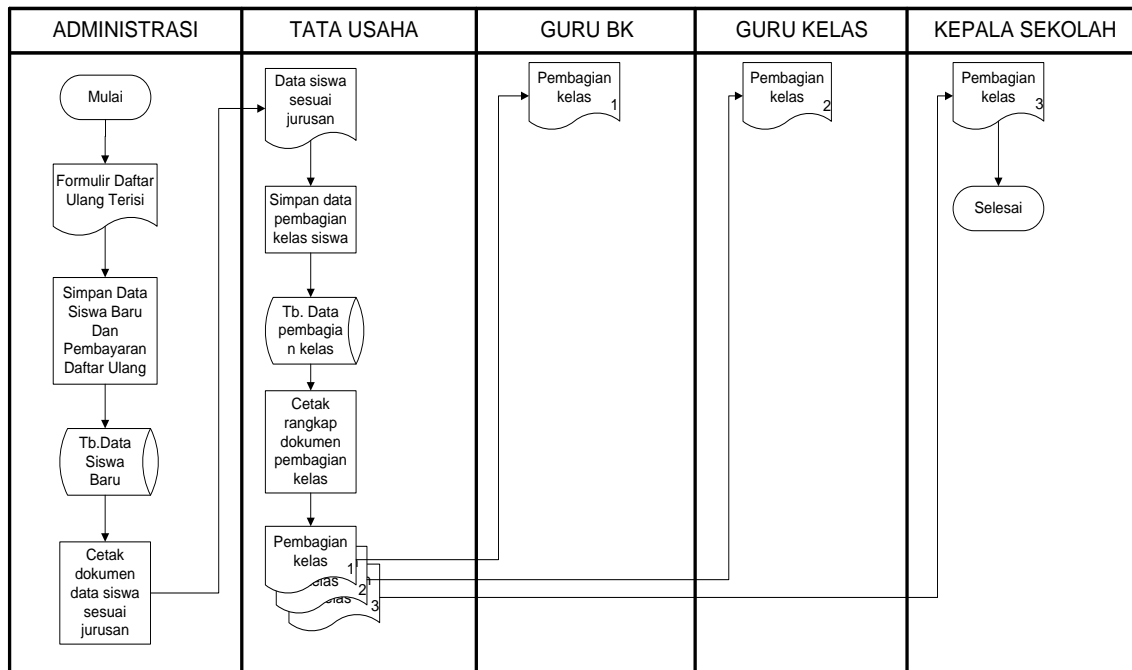 ADMINISTRASI
TATA USAHA
GURU BK
GURU KELAS
KEPALA SEKOLAH
Mulai
Formulir Daftar
Ulang Terisi
Simpan Data
Siswa Baru
Dan
Pembayaran
Daftar Ulang
Tb.Data
Siswa
Baru
Cetak
dokumen
data siswa
sesuai
jurusan
Data siswa
sesuai
jurusan
Simpan data
pembagian
kelas siswa
Tb. Data
pembagia
n kelas
Cetak
rangkap
dokumen
pembagian
kelas
Pembagian
kelas
1
elas
2
elas
3
Pembagian
kelas
1
Pembagian
kelas
2
Pembagian
kelas
3
Selesai